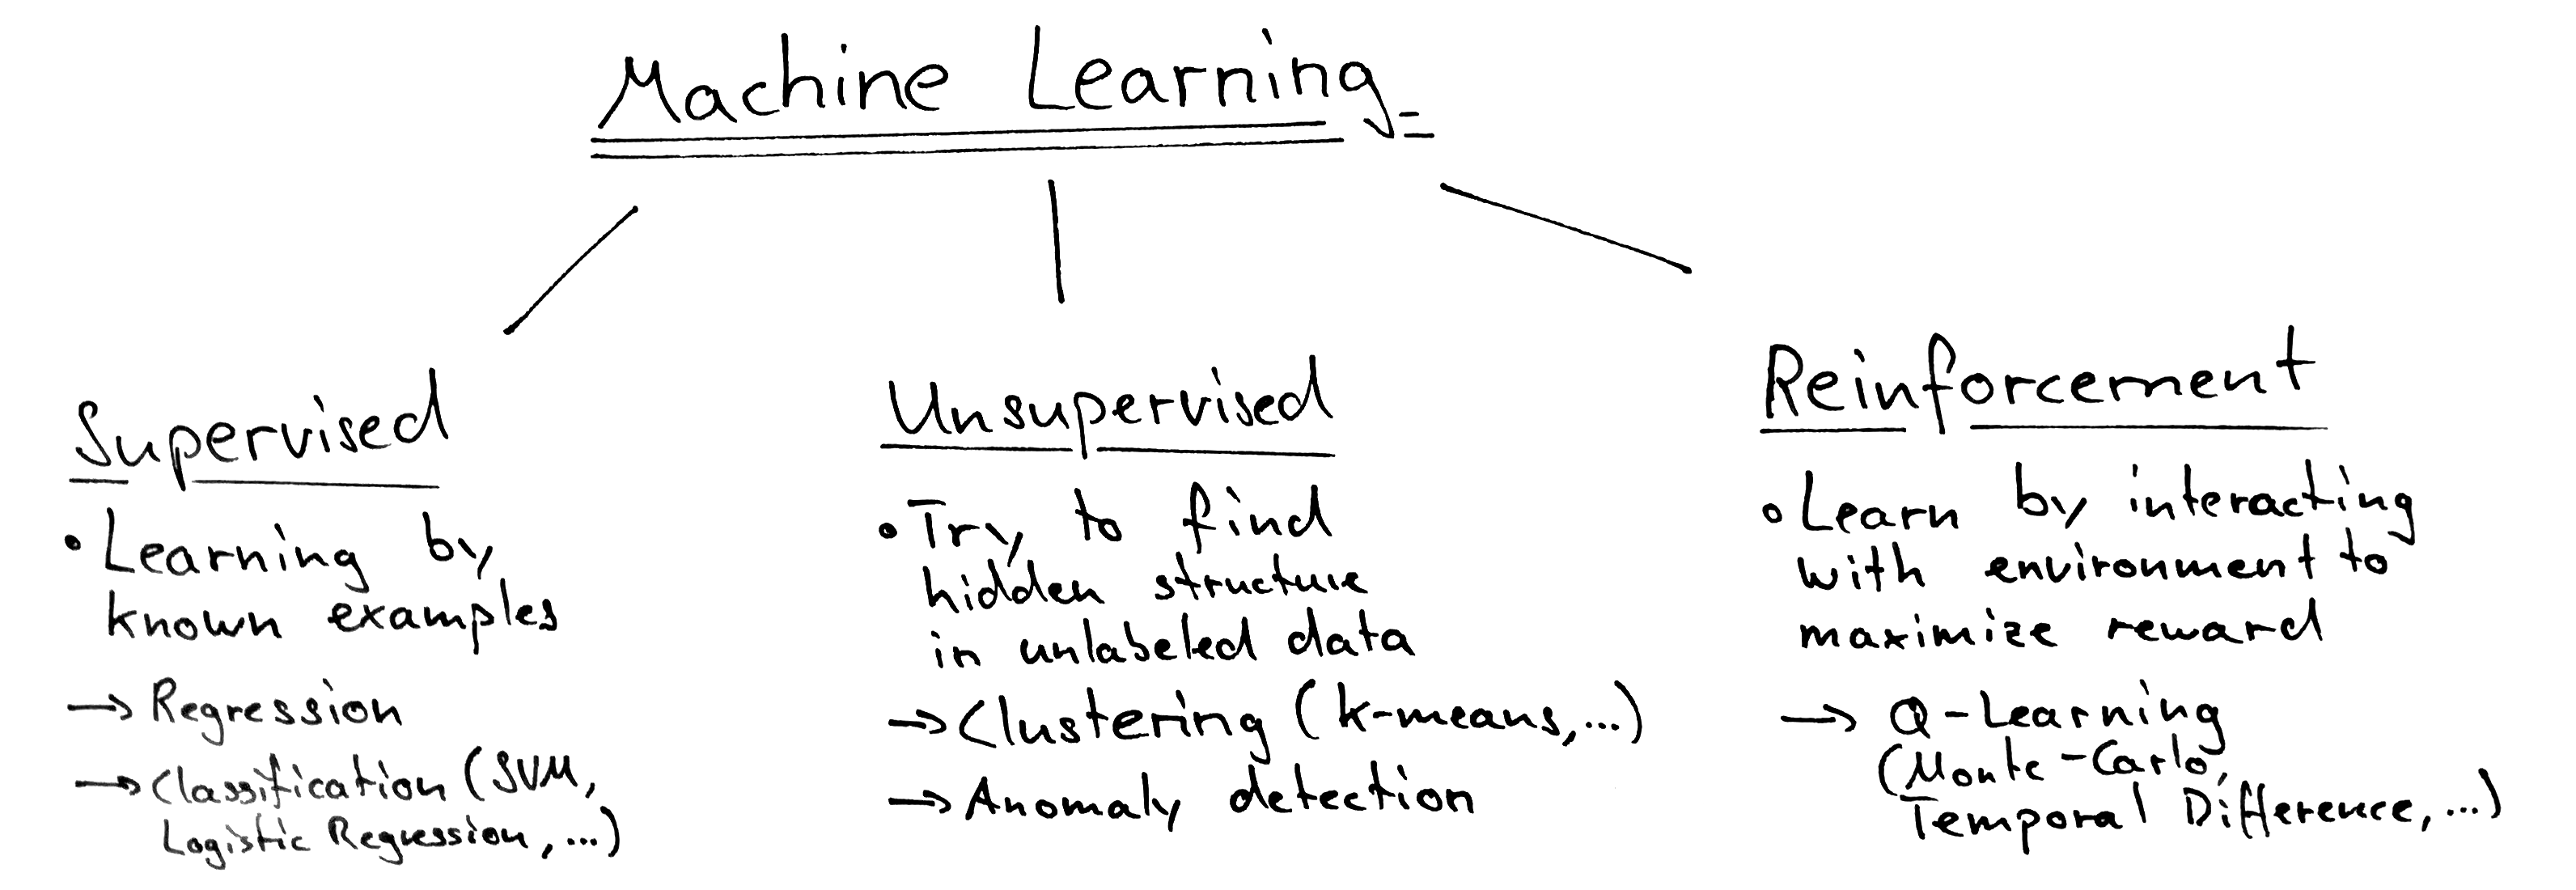 Machine Learning
Supervised
• Learning by
known examples
→ Regression
→ Classification (SVM,
Logistic Regression, ...)
Unsupervised
• Try to find
hidden structure
in unlabeled data
→ Clustering (k-means, ...)
→ Anomaly detection
Reinforcement
• Learn by interacting
with environment to
maximize reward
→ Q-Learning
(Monte-Carlo,
Temporal Difference, ...)